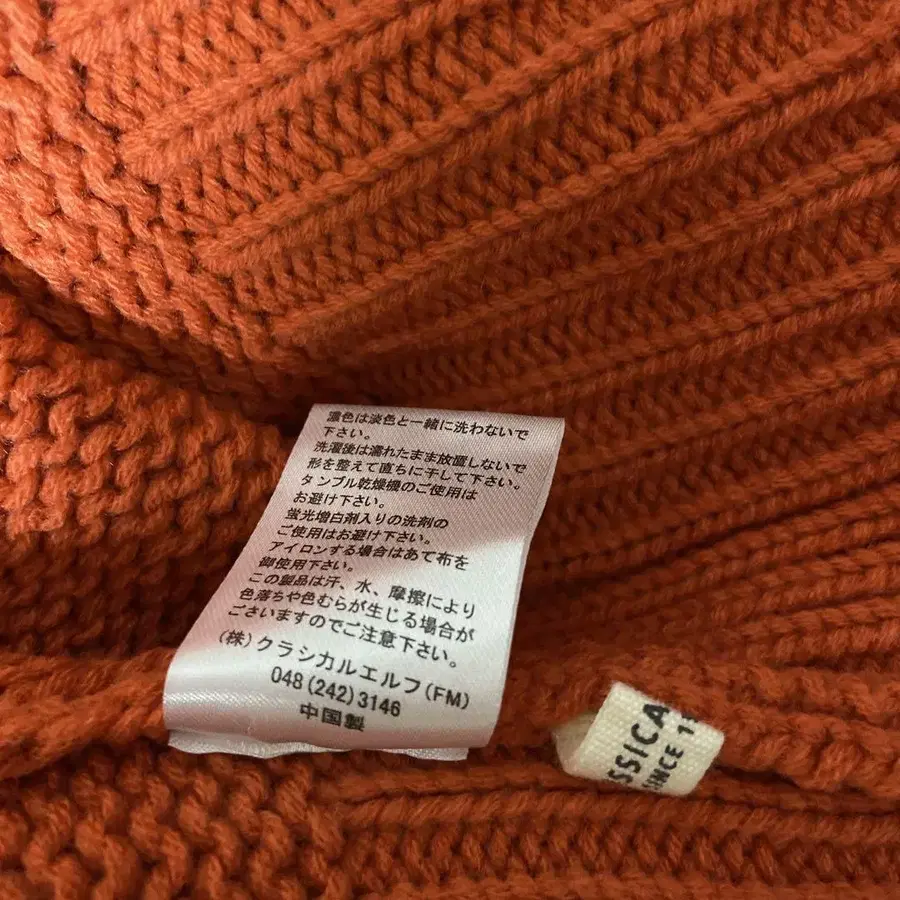 濃色は淡色と一緒に洗わないで
下さい。
洗濯後は濡れたまま放置しないで
形を整えて直ちに干して下さい。
タンブル乾燥機のご使用は
お避け下さい。
蛍光増白剤入りの洗剤の
ご使用はお避け下さい。
アイロンする場合はあて布を
御使用下さい。
この製品は汗、水、摩擦により
色落ちや色むらが生じる場合が
ございますのでご注意下さい。
(株)クラシカルエルフ(FM)
048(242)3146
中国製
SSICA
SINCE 1